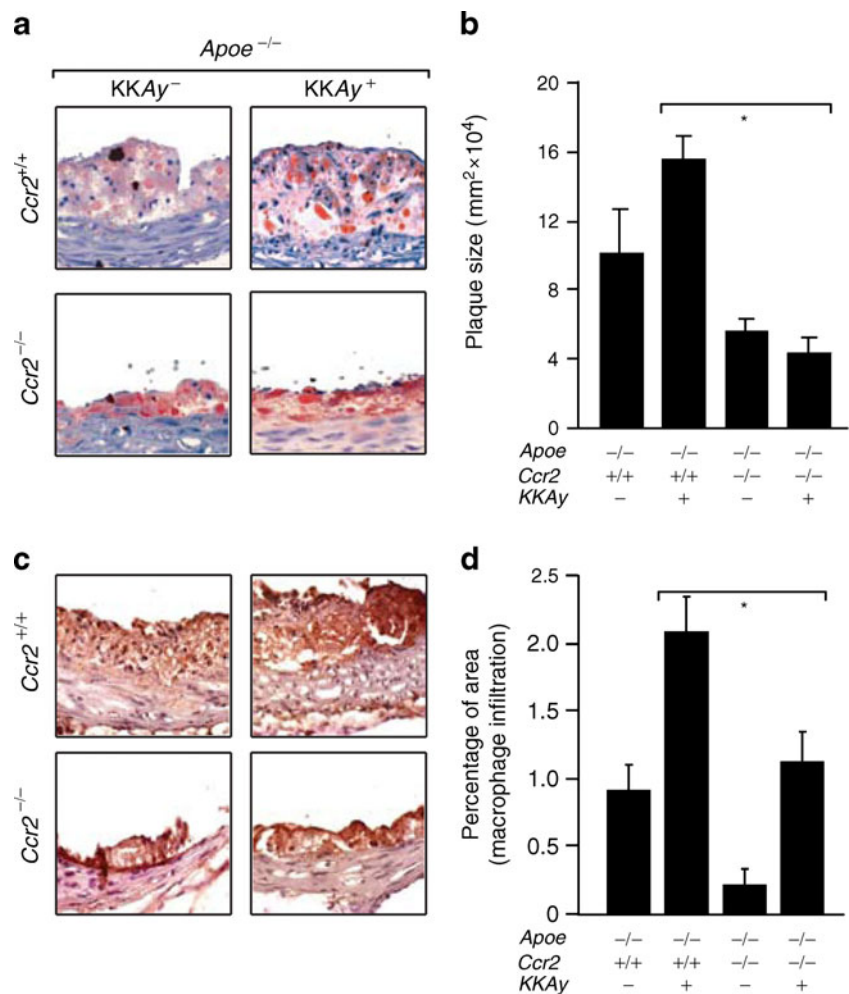 a
Apoe −/−
KKAy− KKAy+
Ccr2+/+
Ccr2−/−
b
Plaque size (mm²×10⁴)
20
16
12
8
4
0
*
Apoe −/− −/− −/− −/−
Ccr2 +/+ +/+ −/− −/−
KKAy − + − +
c
Ccr2+/+
Ccr2−/−
d
Percentage of area
(macrophage infiltration)
2.5
2.0
1.5
1.0
0.5
0
*
Apoe −/− −/− −/− −/−
Ccr2 +/+ +/+ −/− −/−
KKAy − + − +